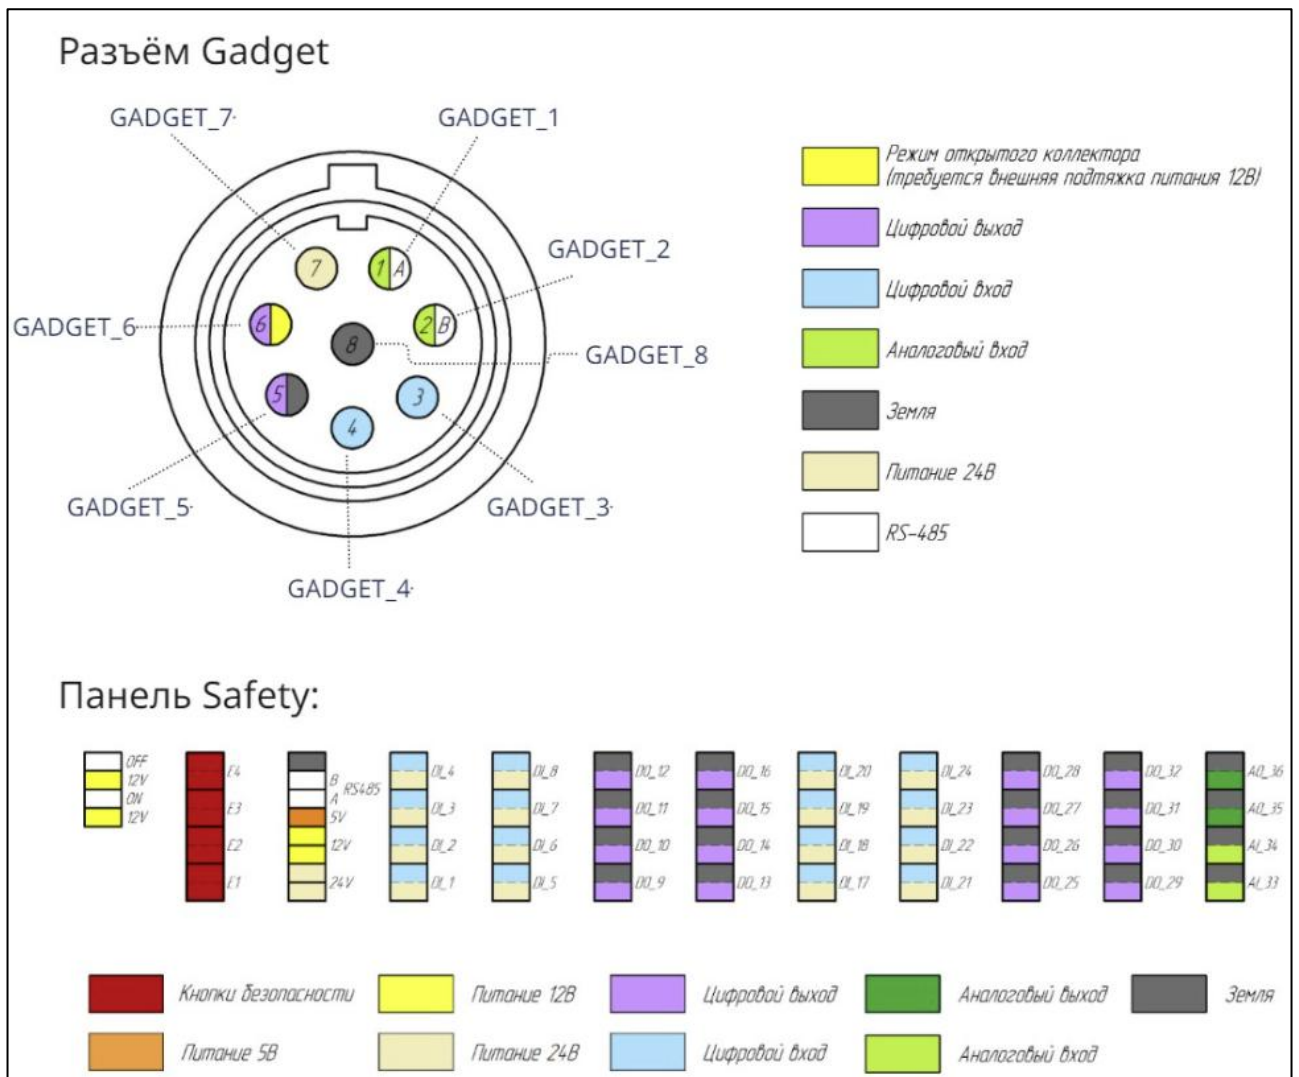 Разъём Gadget
GADGET_7
GADGET_1
GADGET_2
GADGET_6
GADGET_8
GADGET_5
GADGET_3
GADGET_4
7
1 A
6
2 B
8
5
3
4
Режим открытого коллектора
(требуется внешняя подтяжка питания 12В)
Цифровой выход
Цифровой вход
Аналоговый вход
Земля
Питание 24В
RS-485
Панель Safety:
OFF
12V
ON
12V
E4
E3
E2
E1
B
A
RS485
5V
12V
24V
DI_4
DI_3
DI_2
DI_1
DI_8
DI_7
DI_6
DI_5
DO_12
DO_11
DO_10
DO_9
DO_16
DO_15
DO_14
DO_13
DI_20
DI_19
DI_18
DI_17
DI_24
DI_23
DI_22
DI_21
DO_28
DO_27
DO_26
DO_25
DO_32
DO_31
DO_30
DO_29
AO_36
AO_35
AI_34
AI_33
Кнопки безопасности
Питание 12В
Цифровой выход
Аналоговый выход
Земля
Питание 5В
Питание 24В
Цифровой вход
Аналоговый вход